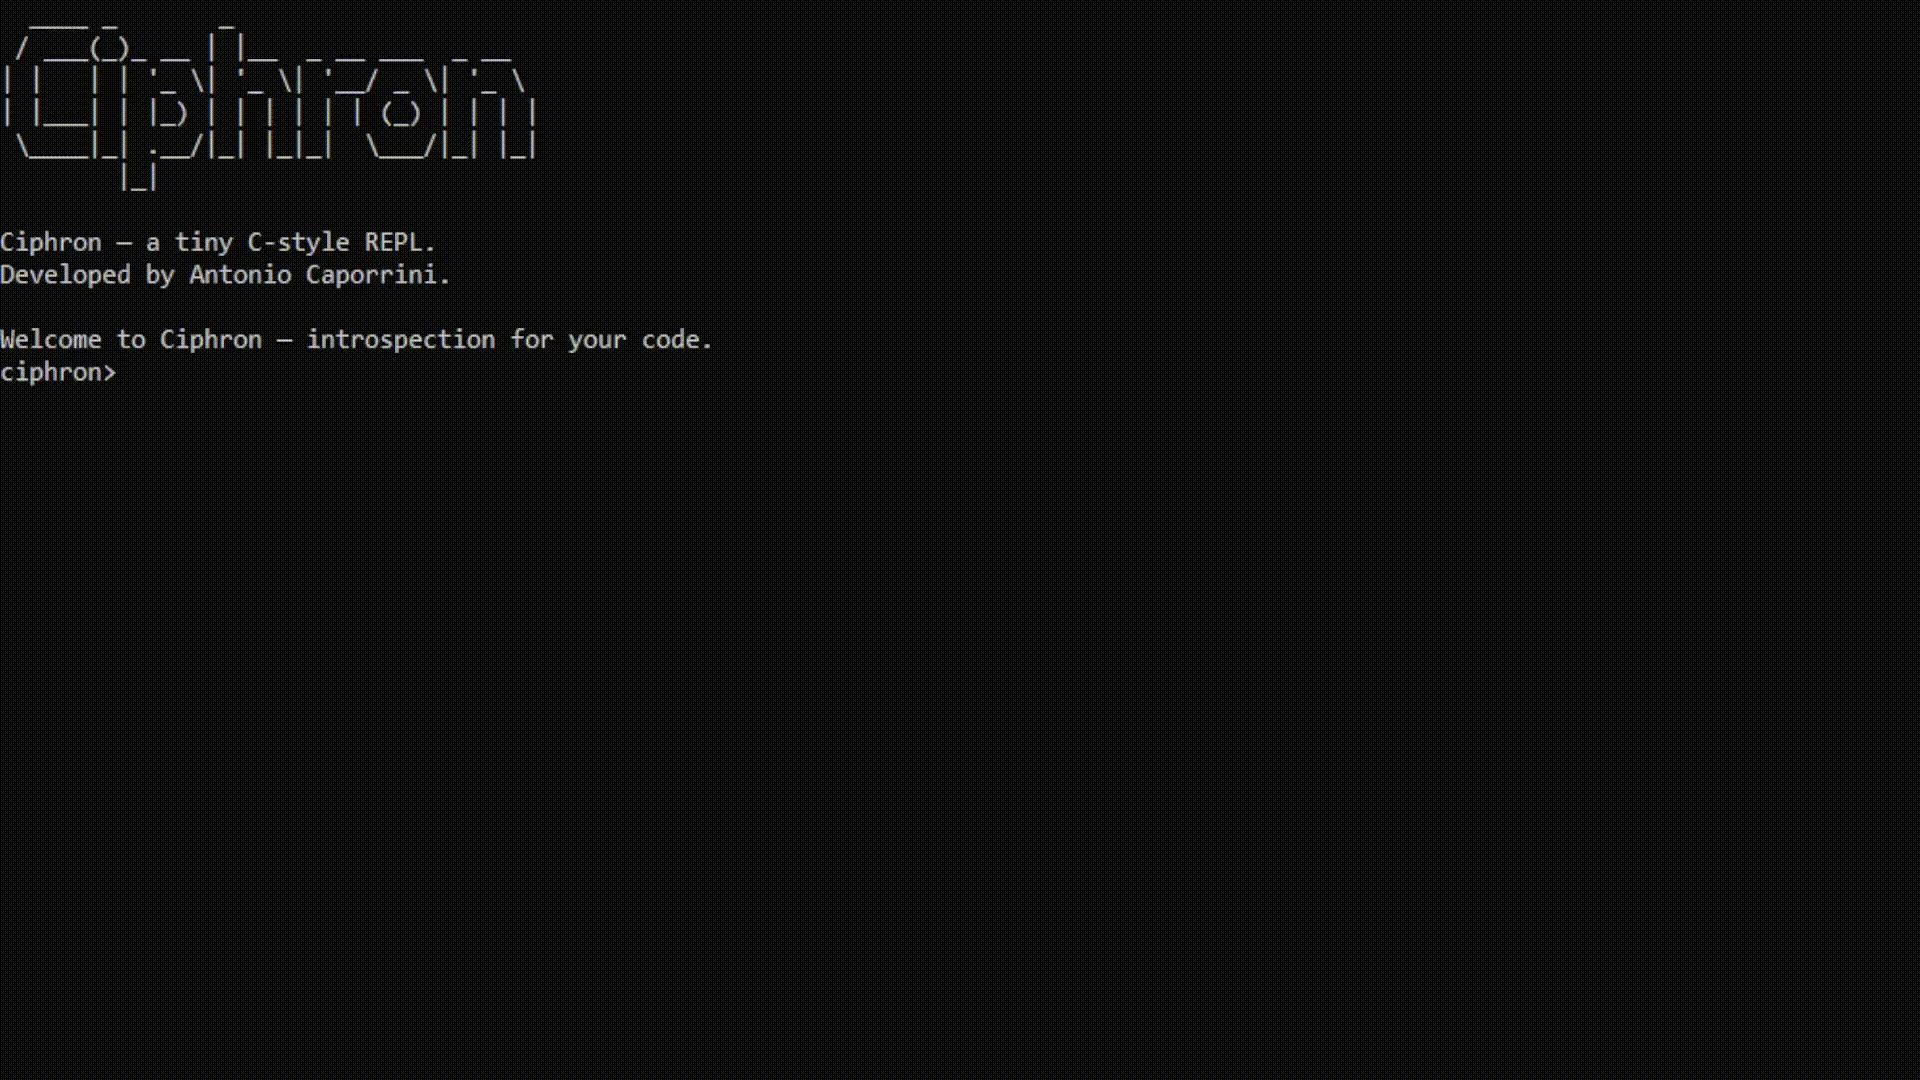 Ciphron
Ciphron — a tiny C-style REPL.
Developed by Antonio Caporrini.
Welcome to Ciphron — introspection for your code.
ciphron>